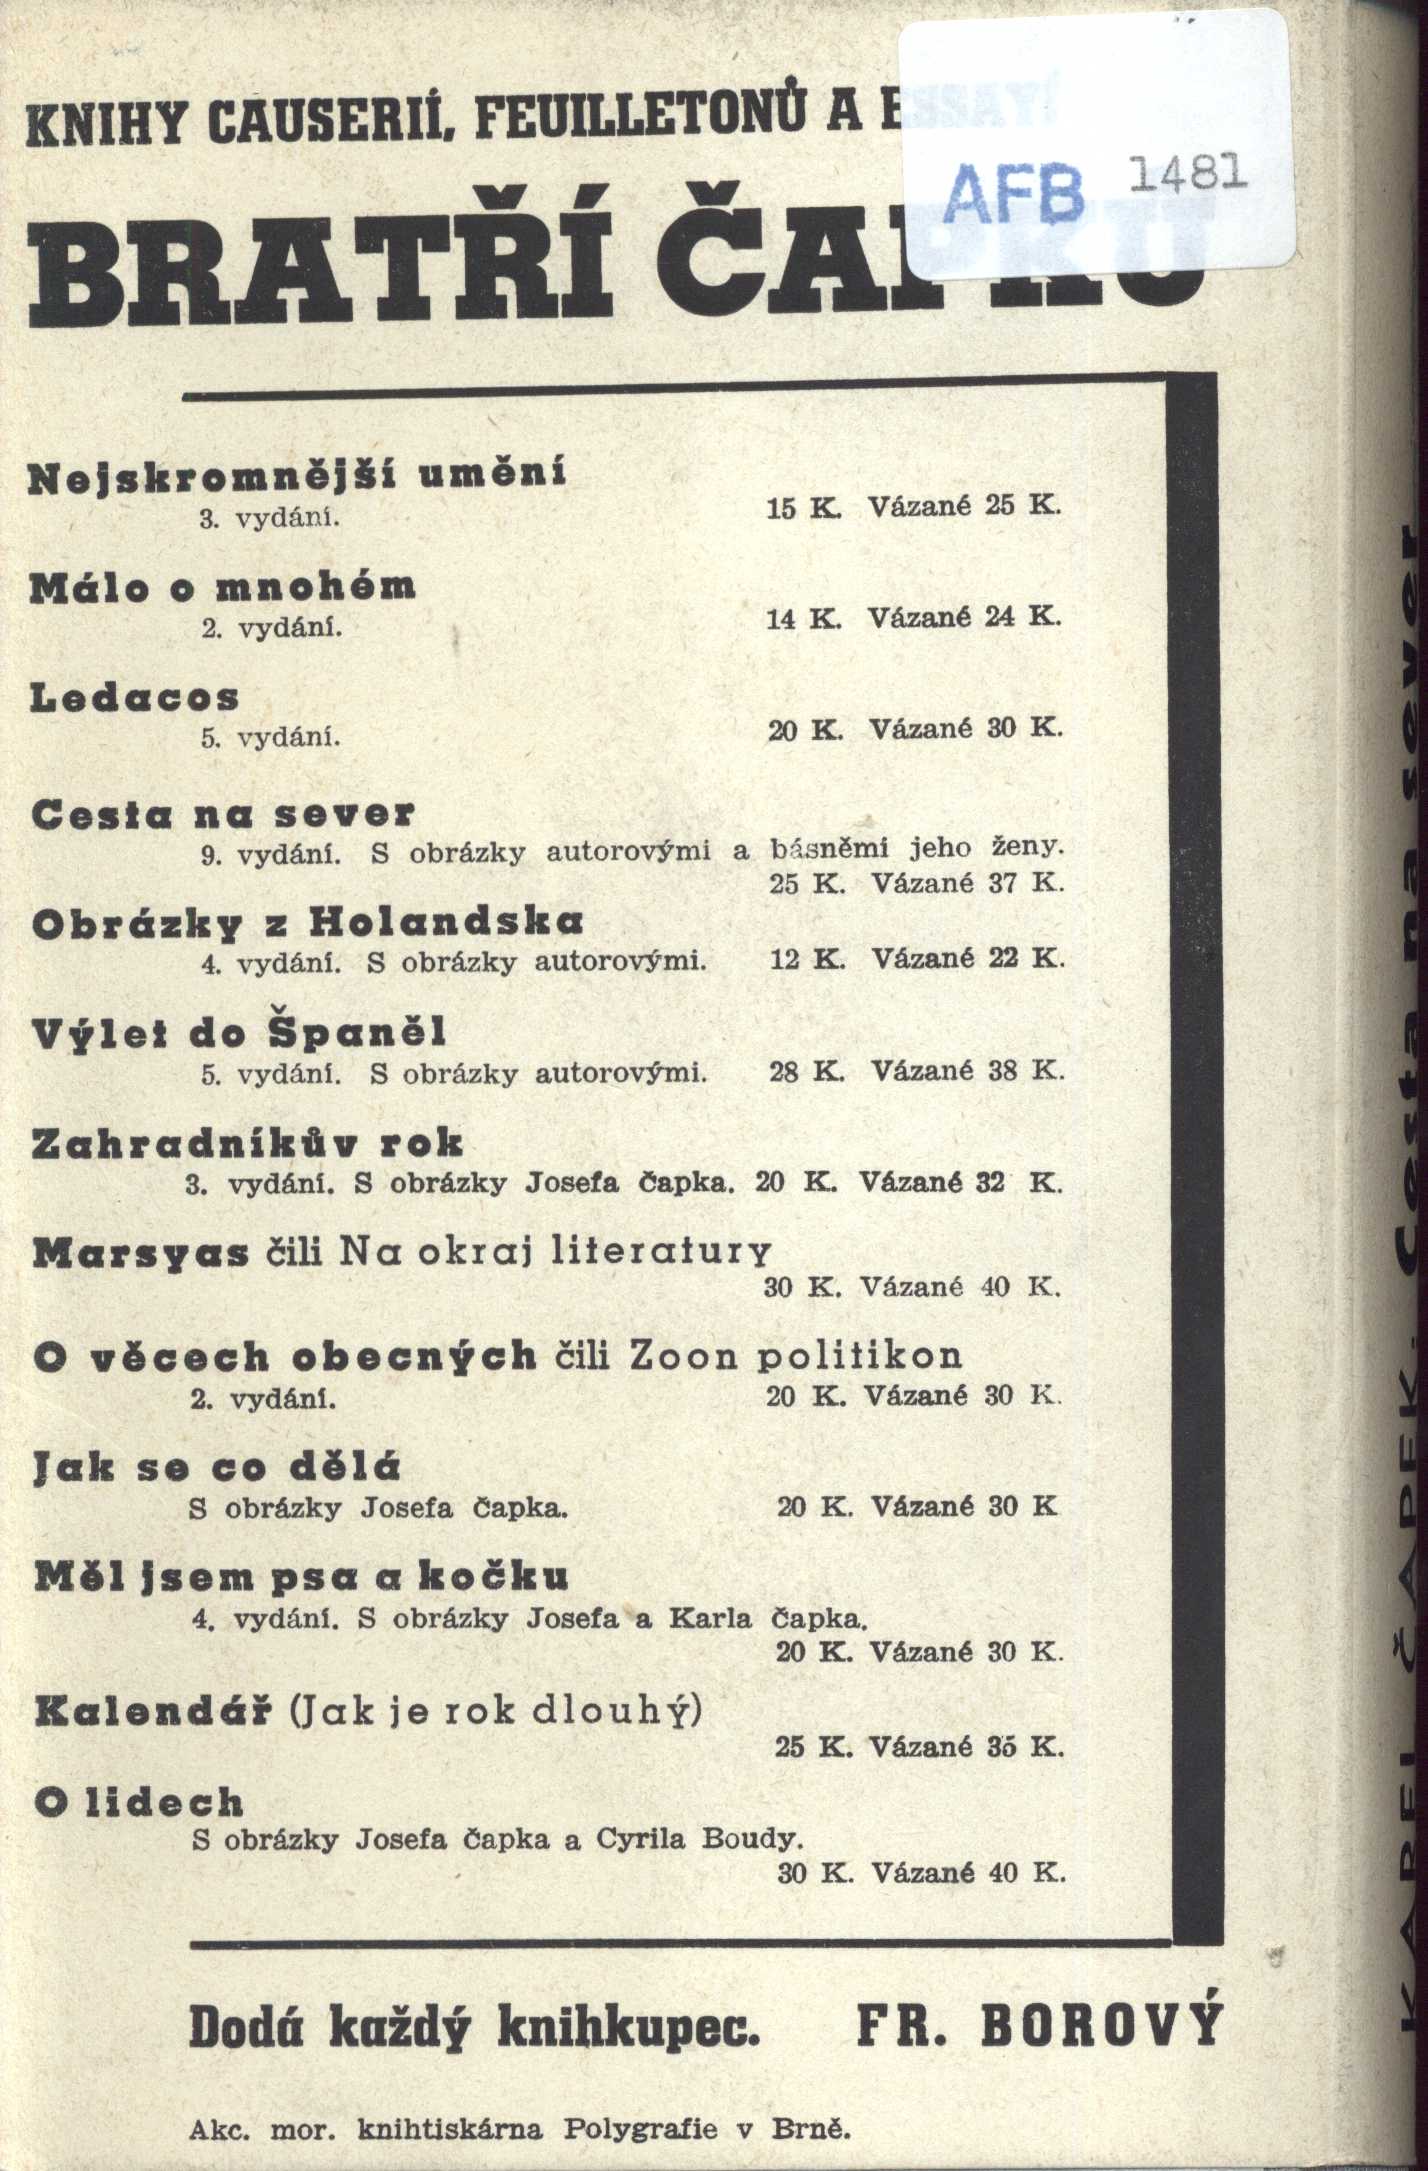 KNIHY CAUSERIÍ, FEUILLETONŮ A ESSAYÍ
BRATŘÍ ČAPKŮ
AFB 1481
Nejskromnější umění
3. vydání. 15 K. Vázané 25 K.
Málo o mnohém
2. vydání. 14 K. Vázané 24 K.
Ledacos
5. vydání. 20 K. Vázané 30 K.
Cesta na sever
9. vydání. S obrázky autorovými a básněmi jeho ženy.
25 K. Vázané 37 K.
Obrázky z Holandska
4. vydání. S obrázky autorovými. 12 K. Vázané 22 K.
Výlet do Španěl
5. vydání. S obrázky autorovými. 28 K. Vázané 38 K.
Zahradníkův rok
3. vydání. S obrázky Josefa Čapka. 20 K. Vázané 32 K.
Marsyas čili Na okraj literatury
30 K. Vázané 40 K.
O věcech obecných čili Zoon politikon
2. vydání. 20 K. Vázané 30 K.
Jak se co dělá
S obrázky Josefa Čapka. 20 K. Vázané 30 K
Měl jsem psa a kočku
4. vydání. S obrázky Josefa a Karla Čapka.
20 K. Vázané 30 K.
Kalendář (Jak je rok dlouhý)
25 K. Vázané 35 K.
O lidech
S obrázky Josefa Čapka a Cyrila Boudy.
30 K. Vázané 40 K.
Dodá každý knihkupec. FR. BOROVÝ
Akc. mor. knihtiskárna Polygrafie v Brně.
KAREL ČAPEK: Cesta na sever